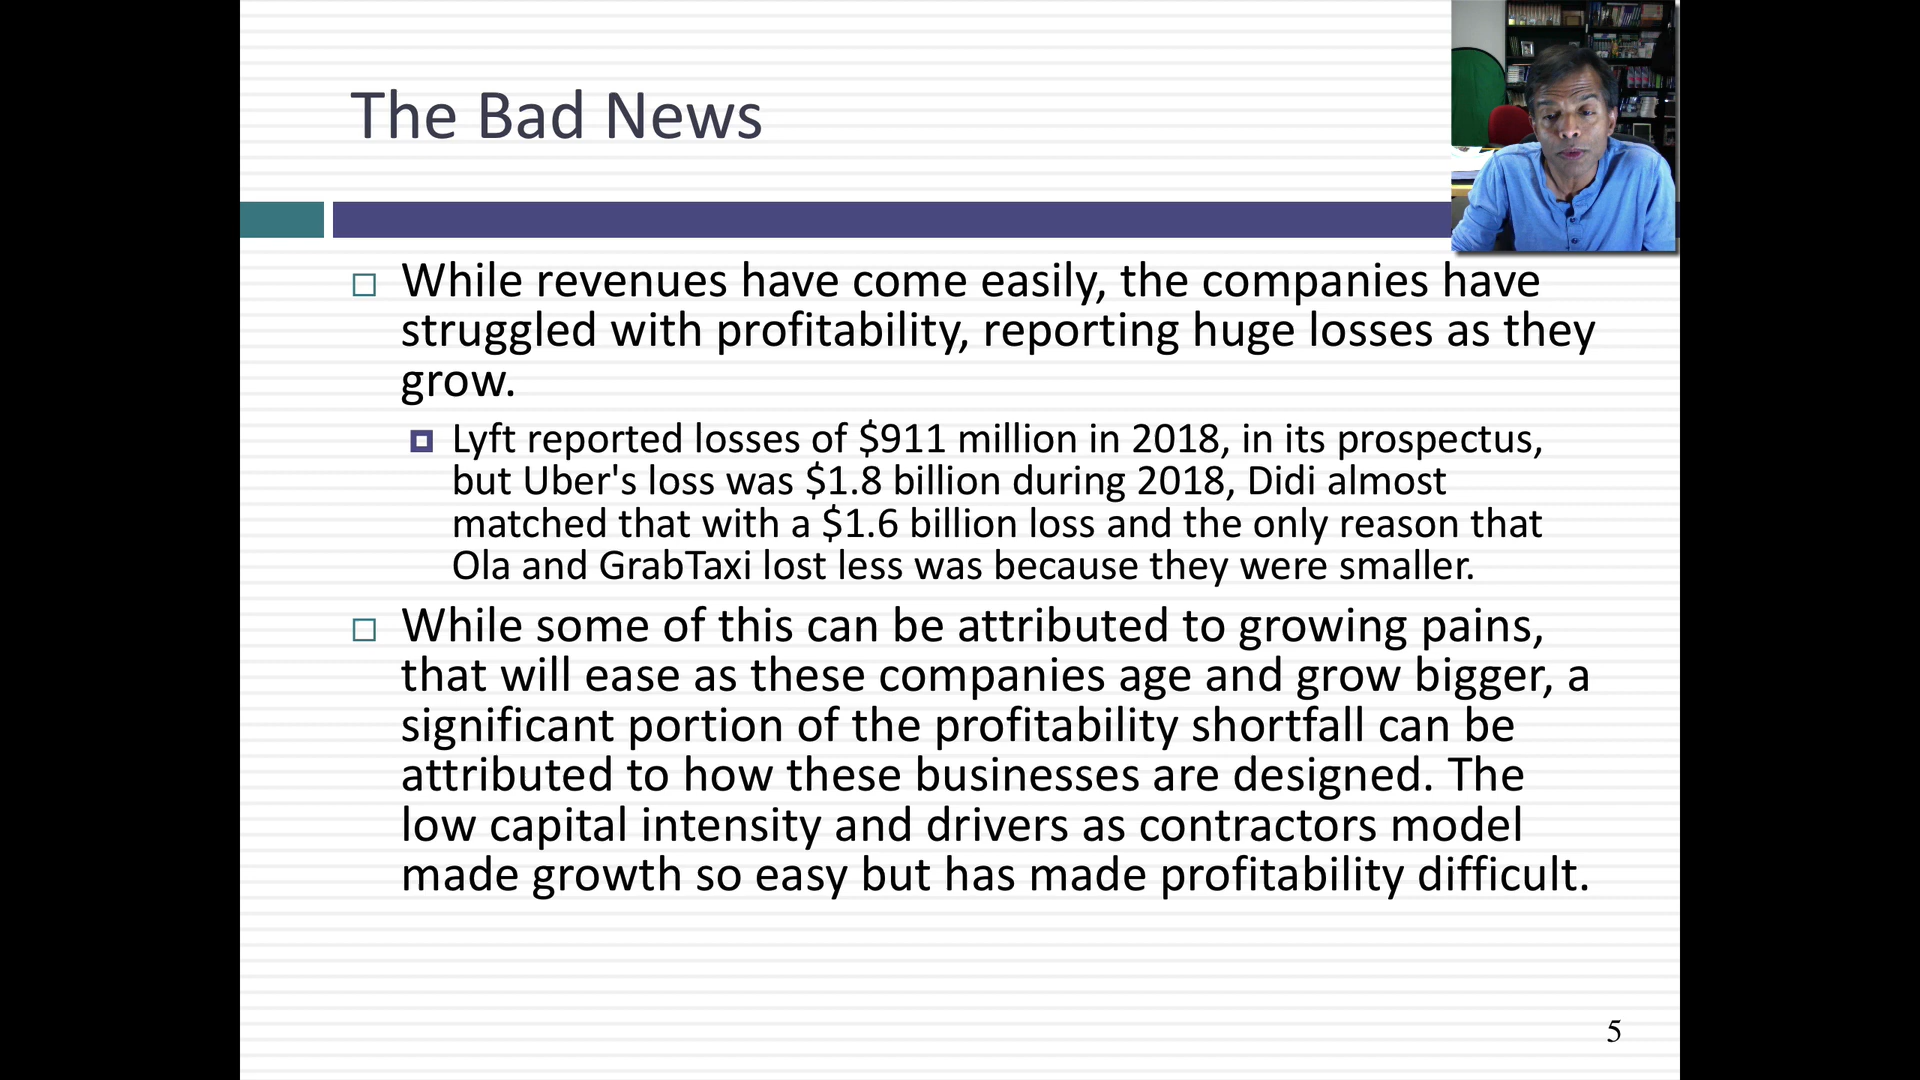 The Bad News
While revenues have come easily, the companies have
struggled with profitability, reporting huge losses as they
grow.
Lyft reported losses of $911 million in 2018, in its prospectus,
but Uber's loss was $1.8 billion during 2018, Didi almost
matched that with a $1.6 billion loss and the only reason that
Ola and GrabTaxi lost less was because they were smaller.
While some of this can be attributed to growing pains,
that will ease as these companies age and grow bigger, a
significant portion of the profitability shortfall can be
attributed to how these businesses are designed. The
low capital intensity and drivers as contractors model
made growth so easy but has made profitability difficult.
5